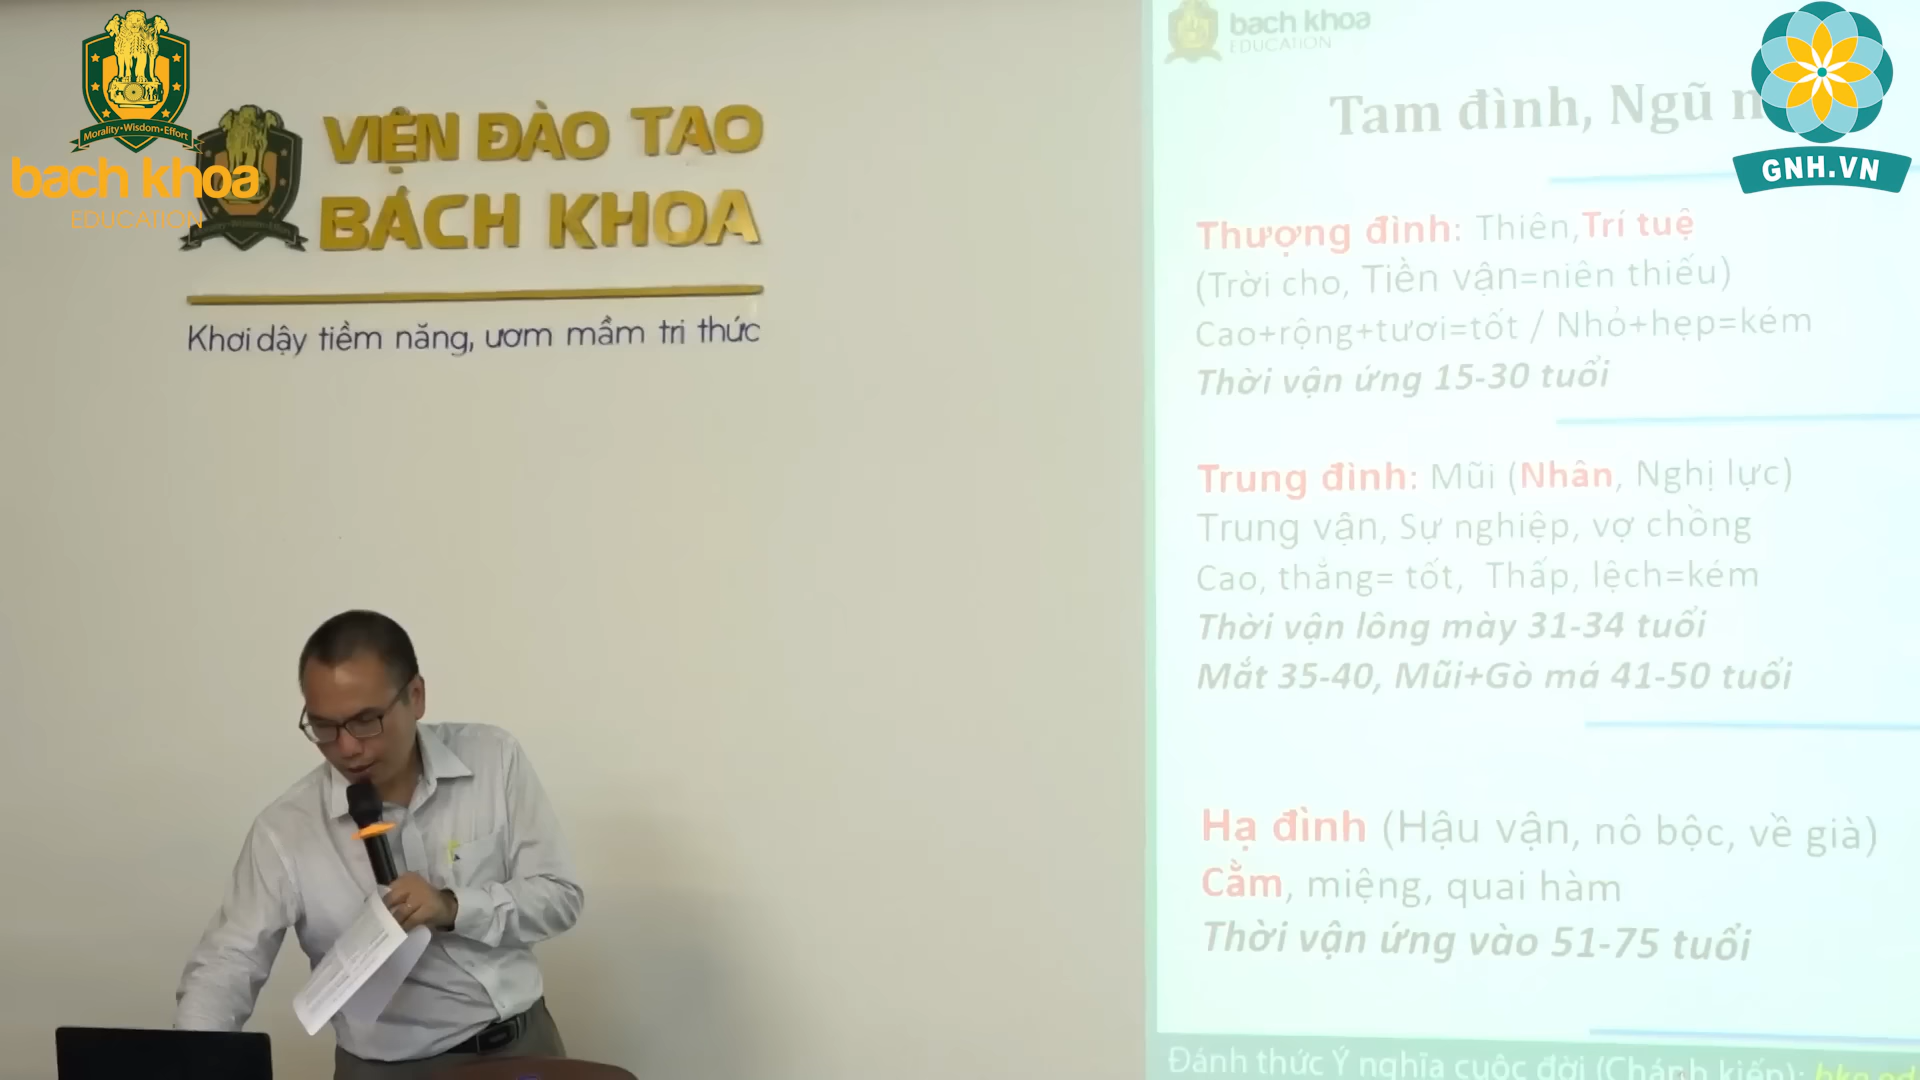 Morality•Wisdom•Effort
bach khoa
EDUCATION
VIỆN ĐÀO TẠO
BÁCH KHOA
Khơi dậy tiềm năng, ươm mầm tri thức
bach khoa
EDUCATION
GNH.VN
Tam đình, Ngũ
Thượng đình: Thiên,Trí tuệ
(Trời cho, Tiền vận=niên thiếu)
Cao+rộng+tươi=tốt / Nhỏ+hẹp=kém
Thời vận ứng 15-30 tuổi
Trung đình: Mũi (Nhân, Nghị lực)
Trung vận, Sự nghiệp, vợ chồng
Cao, thẳng= tốt, Thấp, lệch=kém
Thời vận lông mày 31-34 tuổi
Mắt 35-40, Mũi+Gò má 41-50 tuổi
Hạ đình (Hậu vận, nô bộc, về già)
Cằm, miệng, quai hàm
Thời vận ứng vào 51-75 tuổi
Đánh thức Ý nghĩa cuộc đời (Chánh kiến):